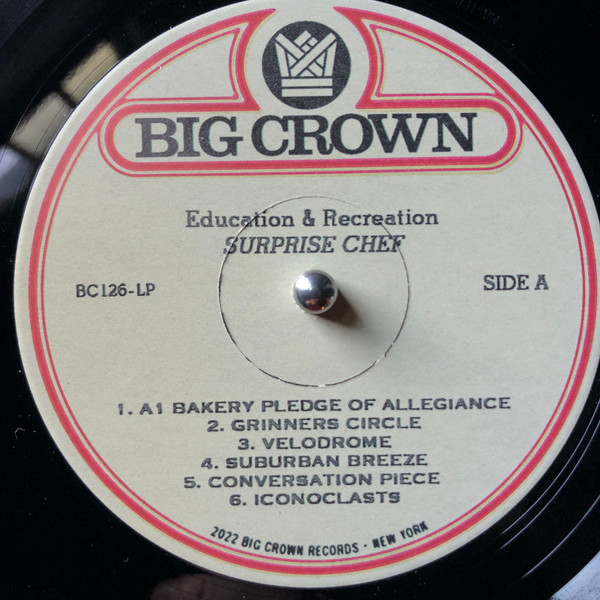 BIG CROWN
Education & Recreation
SURPRISE CHEF
BC126-LP
SIDE A
1. A1 BAKERY PLEDGE OF ALLEGIANCE
2. GRINNERS CIRCLE
3. VELODROME
4. SUBURBAN BREEZE
5. CONVERSATION PIECE
6. ICONOCLASTS
2022 BIG CROWN RECORDS - NEW YORK